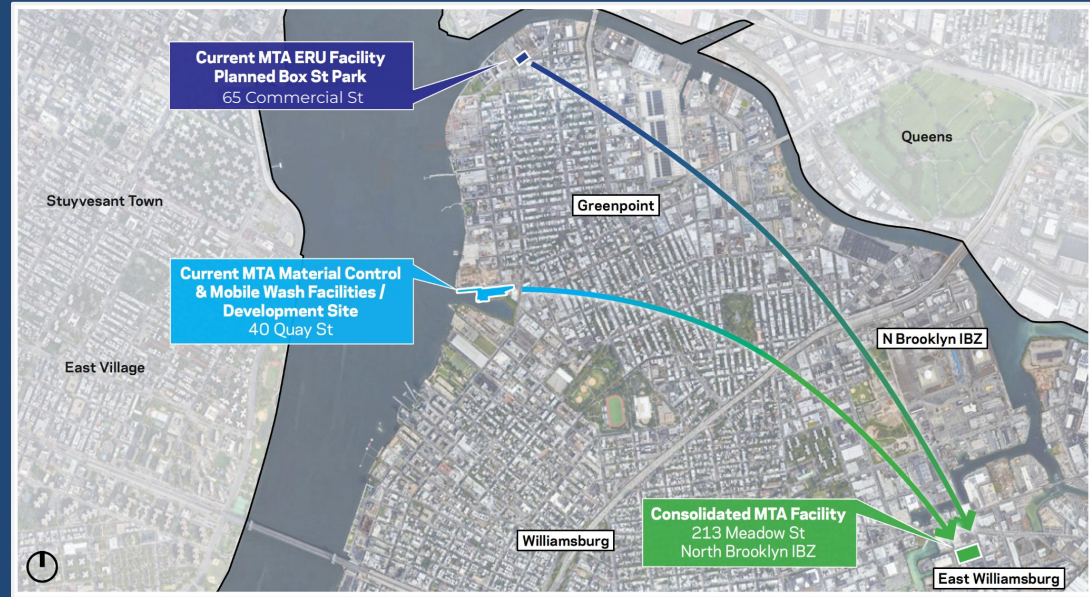 Current MTA ERU Facility
Planned Box St Park
65 Commercial St
Queens
Stuyvesant Town
Greenpoint
Current MTA Material Control
& Mobile Wash Facilities /
Development Site
40 Quay St
N Brooklyn IBZ
East Village
Consolidated MTA Facility
213 Meadow St
North Brooklyn IBZ
Williamsburg
East Williamsburg